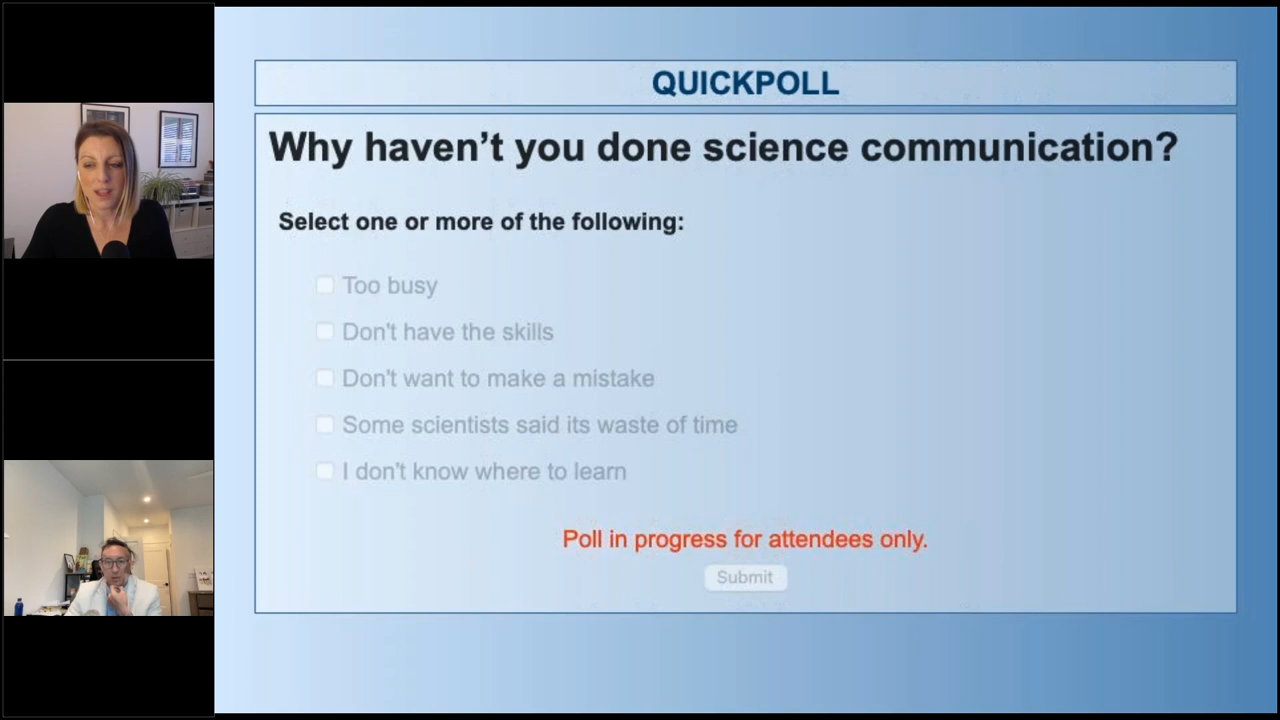 QUICKPOLL
Why haven’t you done science communication?
Select one or more of the following:
Too busy
Don't have the skills
Don't want to make a mistake
Some scientists said its waste of time
I don't know where to learn
Poll in progress for attendees only.
Submit